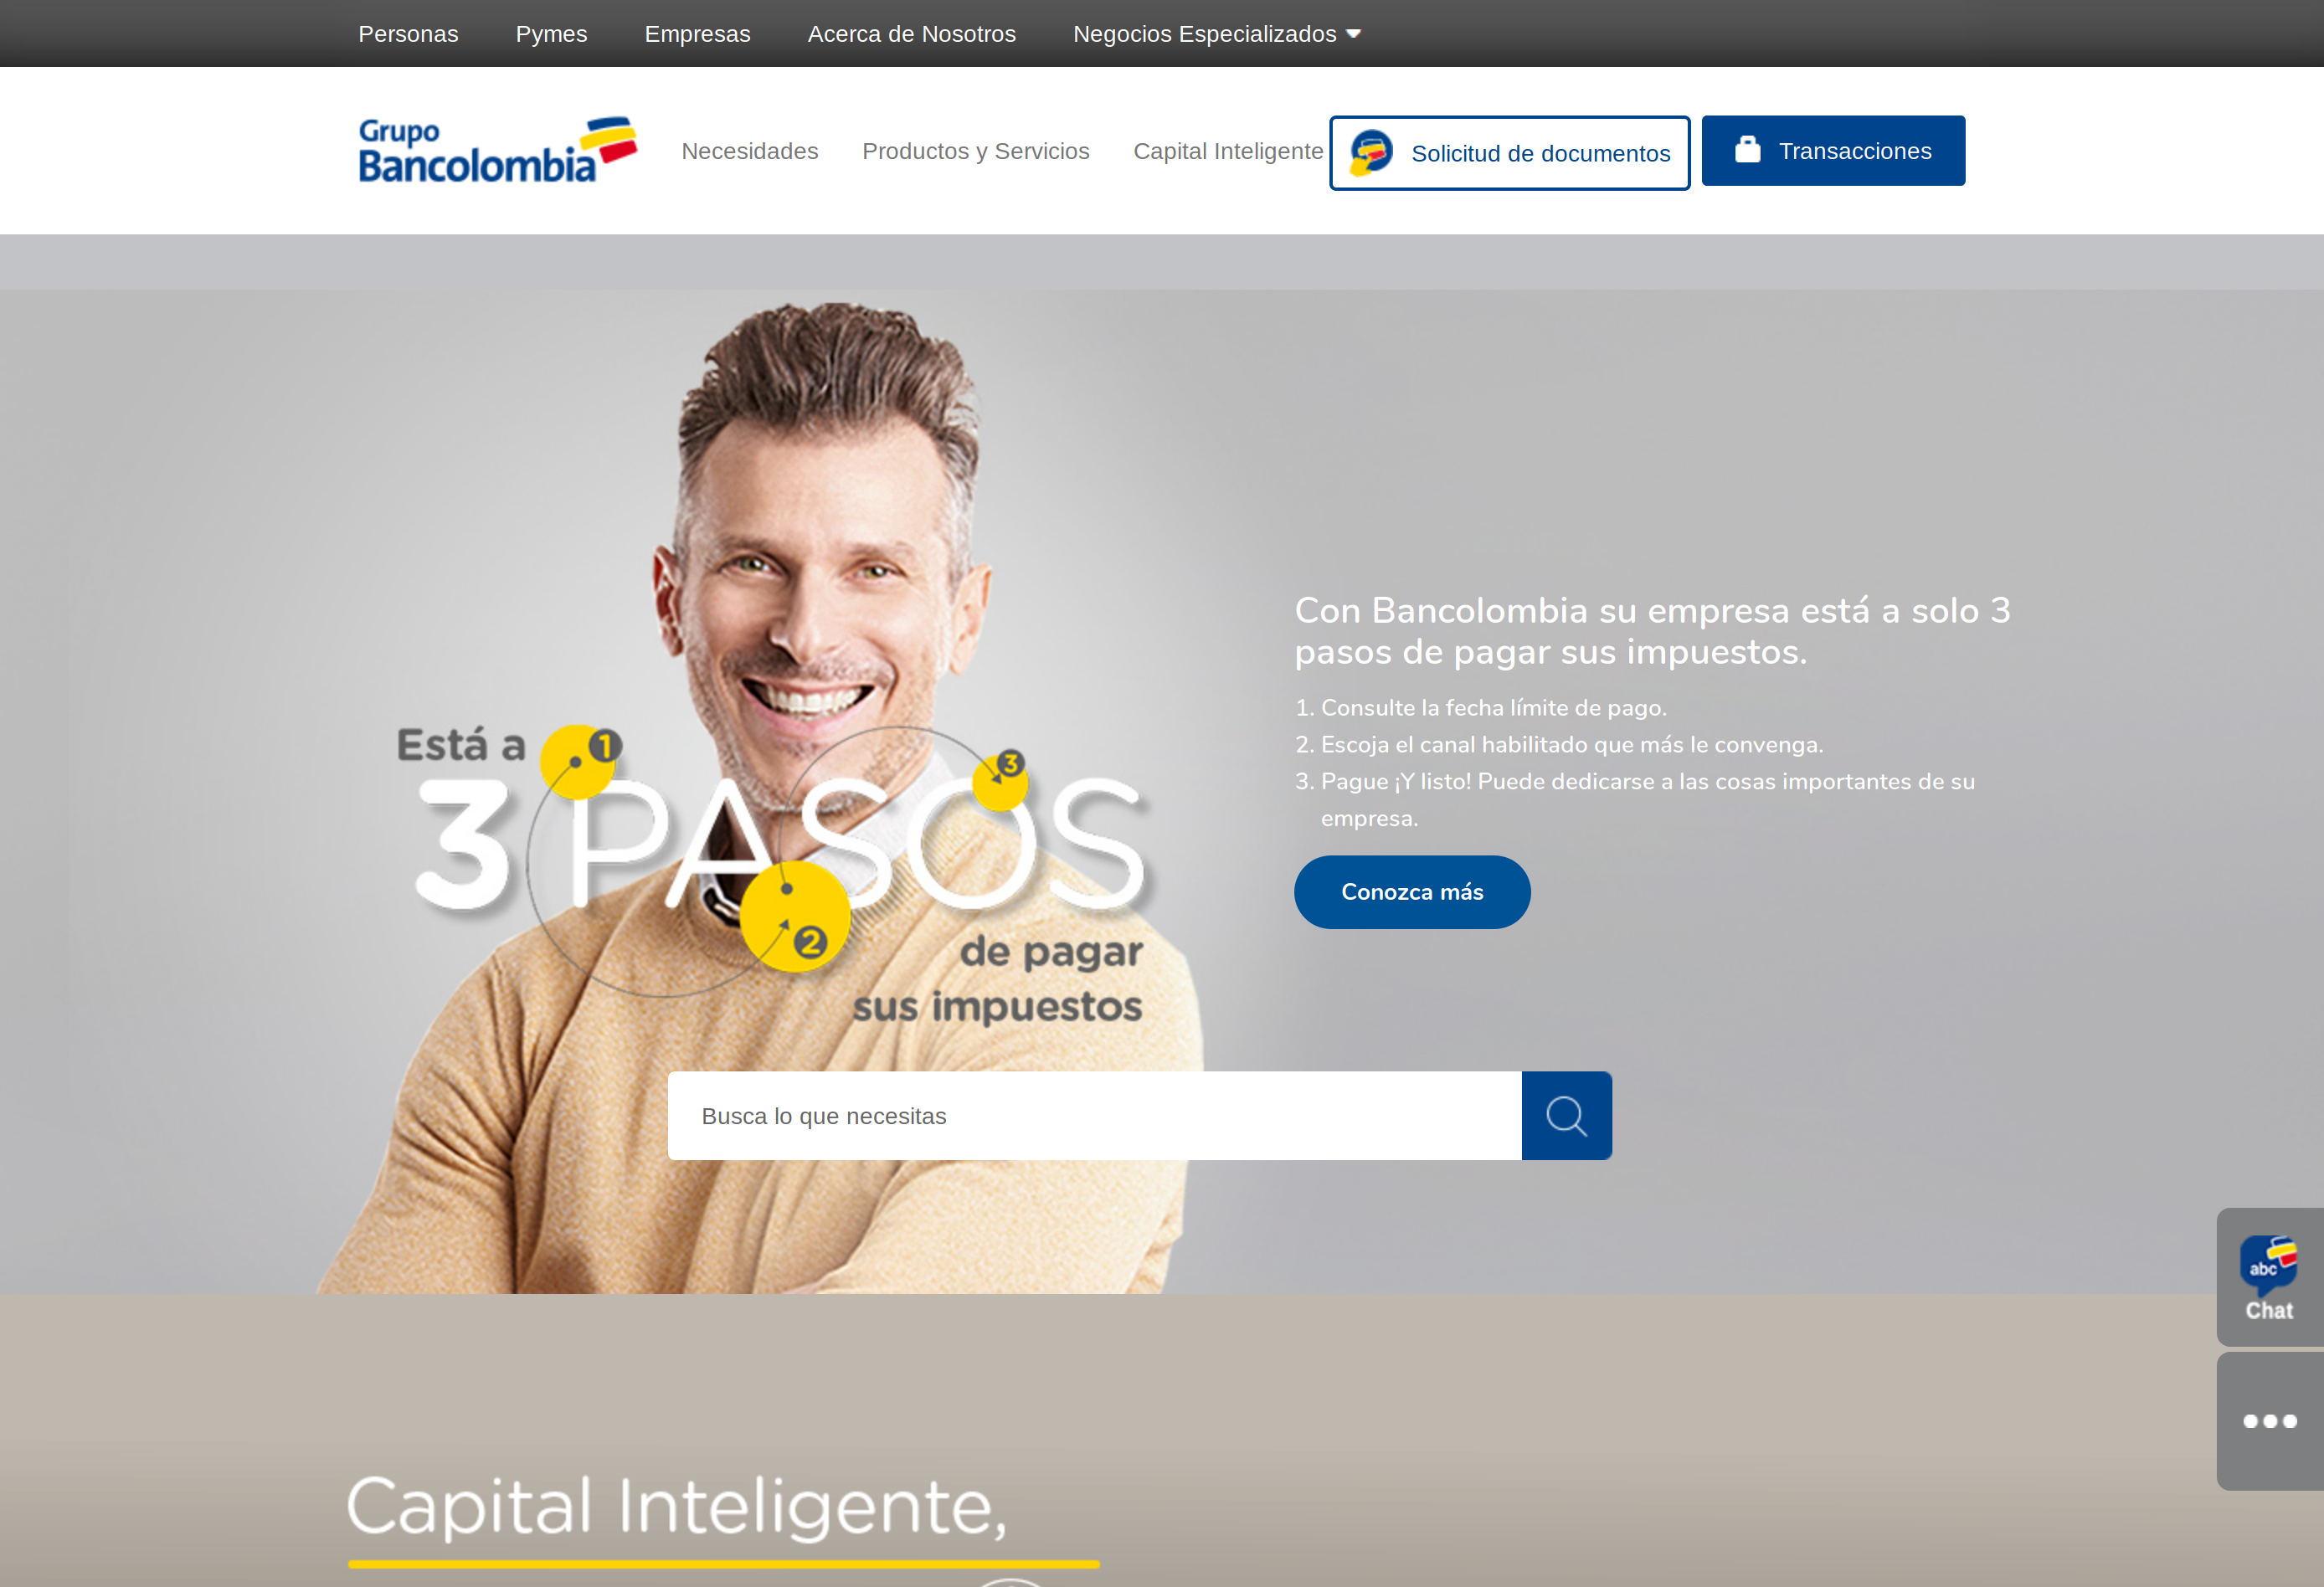 Personas Pymes Empresas Acerca de Nosotros Negocios Especializados
Grupo
Bancolombia
Necesidades Productos y Servicios Capital Inteligente Solicitud de documentos Transacciones
Está a 1 3
3 PASOS
2
de pagar
sus impuestos
Con Bancolombia su empresa está a solo 3
pasos de pagar sus impuestos.
1. Consulte la fecha límite de pago.
2. Escoja el canal habilitado que más le convenga.
3. Pague ¡Y listo! Puede dedicarse a las cosas importantes de su
empresa.
Conozca más
Busca lo que necesitas
abc
Chat
Capital Inteligente,